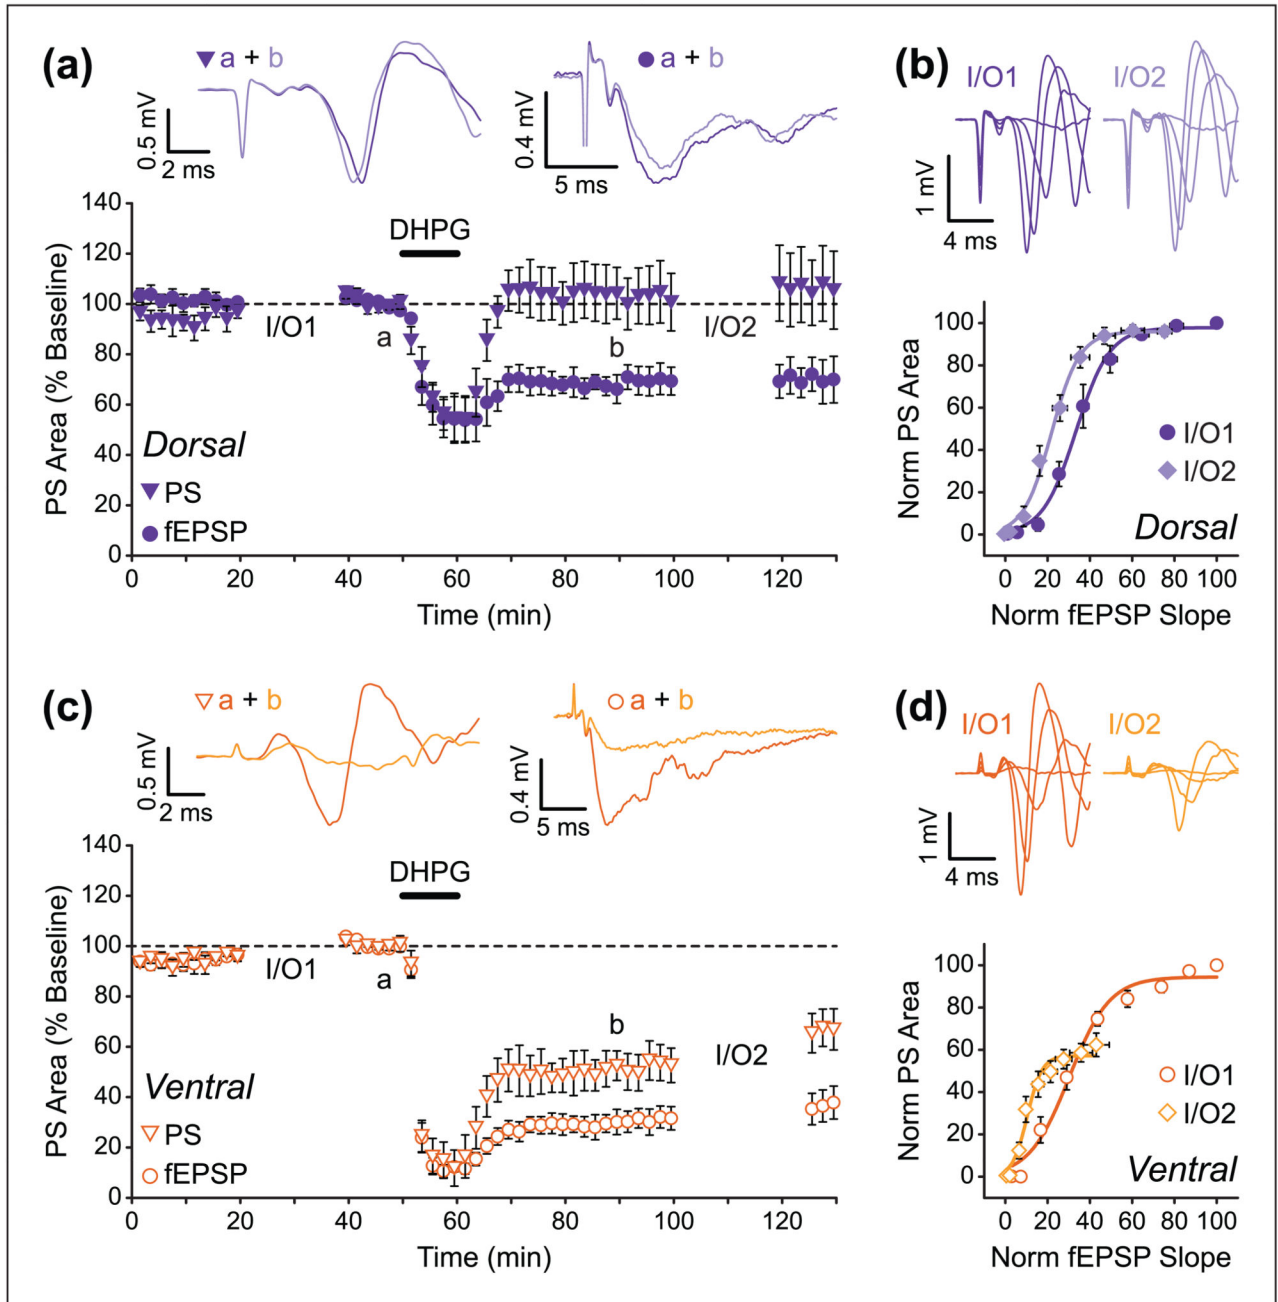 (a)
a + b
a + b
0.5 mV
2 ms
0.4 mV
5 ms
PS Area (% Baseline)
140
120
100
80
60
40
20
0
DHPG
I/O1
a
b
I/O2
Dorsal
PS
fEPSP
0 20 40 60 80 100 120
Time (min)
(b)
I/O1 I/O2
1 mV
4 ms
Norm PS Area
100
80
60
40
20
0
I/O1
I/O2
Dorsal
0 20 40 60 80 100
Norm fEPSP Slope
(c)
a + b
a + b
0.5 mV
2 ms
0.4 mV
5 ms
PS Area (% Baseline)
140
120
100
80
60
40
20
0
DHPG
I/O1
a
b
I/O2
Ventral
PS
fEPSP
0 20 40 60 80 100 120
Time (min)
(d)
I/O1 I/O2
1 mV
4 ms
Norm PS Area
100
80
60
40
20
0
I/O1
I/O2
Ventral
0 20 40 60 80 100
Norm fEPSP Slope